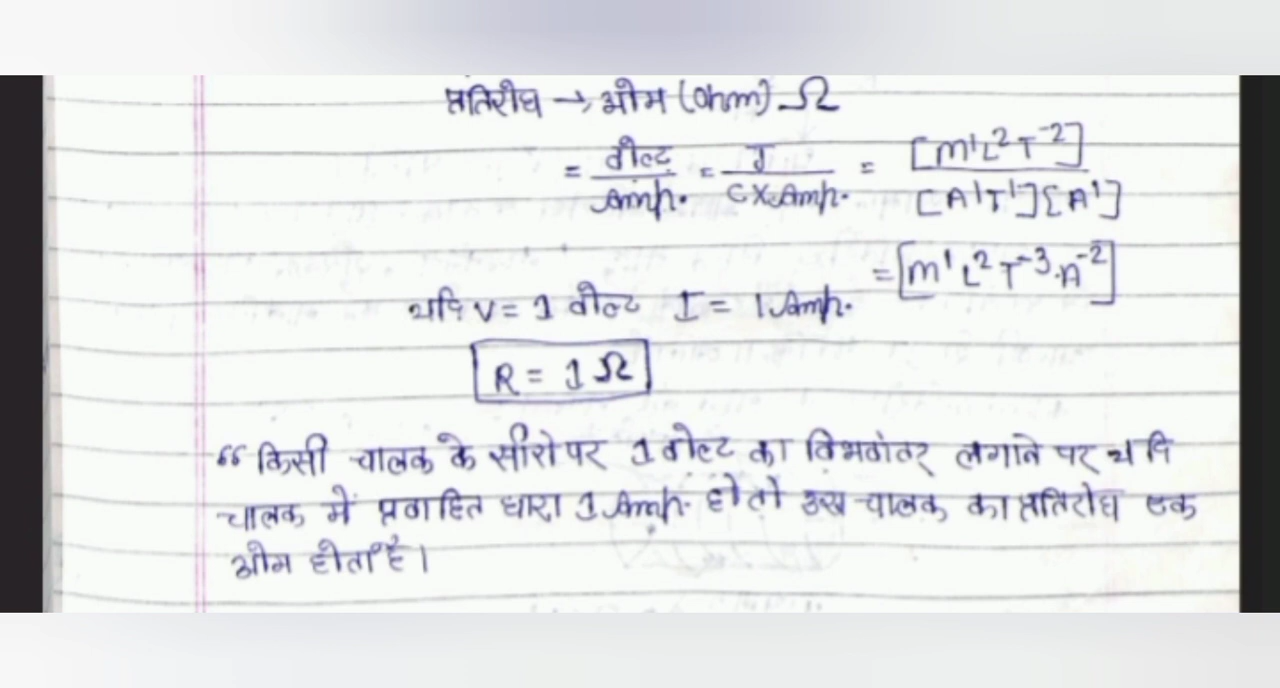 प्रतिरोध → ओम (ohm) Ω
= वोल्ट / Amp. = J / C×Amp. = [M¹L²T⁻²] / [A¹T¹][A¹]
= [M¹L²T⁻³.A⁻²]
यदि V = 1 वोल्ट I = 1 Amp.
R = 1 Ω
“ किसी चालक के सीरो पर 1 वोल्ट का विभवांतर लगाने पर यदि
चालक में प्रवाहित धारा 1 Amp. हो तो उस चालक का प्रतिरोध एक
ओम होता है।